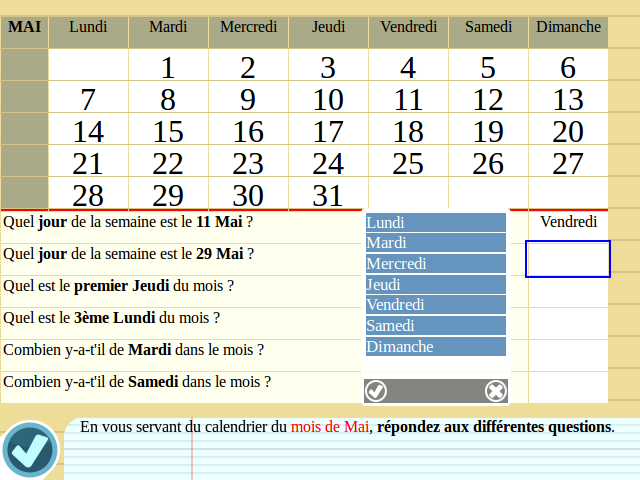 MAI Lundi Mardi Mercredi Jeudi Vendredi Samedi Dimanche
1 2 3 4 5 6
7 8 9 10 11 12 13
14 15 16 17 18 19 20
21 22 23 24 25 26 27
28 29 30 31
Quel jour de la semaine est le 11 Mai ? Vendredi
Quel jour de la semaine est le 29 Mai ?
Quel est le premier Jeudi du mois ?
Quel est le 3ème Lundi du mois ?
Combien y-a-t'il de Mardi dans le mois ?
Combien y-a-t'il de Samedi dans le mois ?
Lundi
Mardi
Mercredi
Jeudi
Vendredi
Samedi
Dimanche
En vous servant du calendrier du mois de Mai, répondez aux différentes questions.